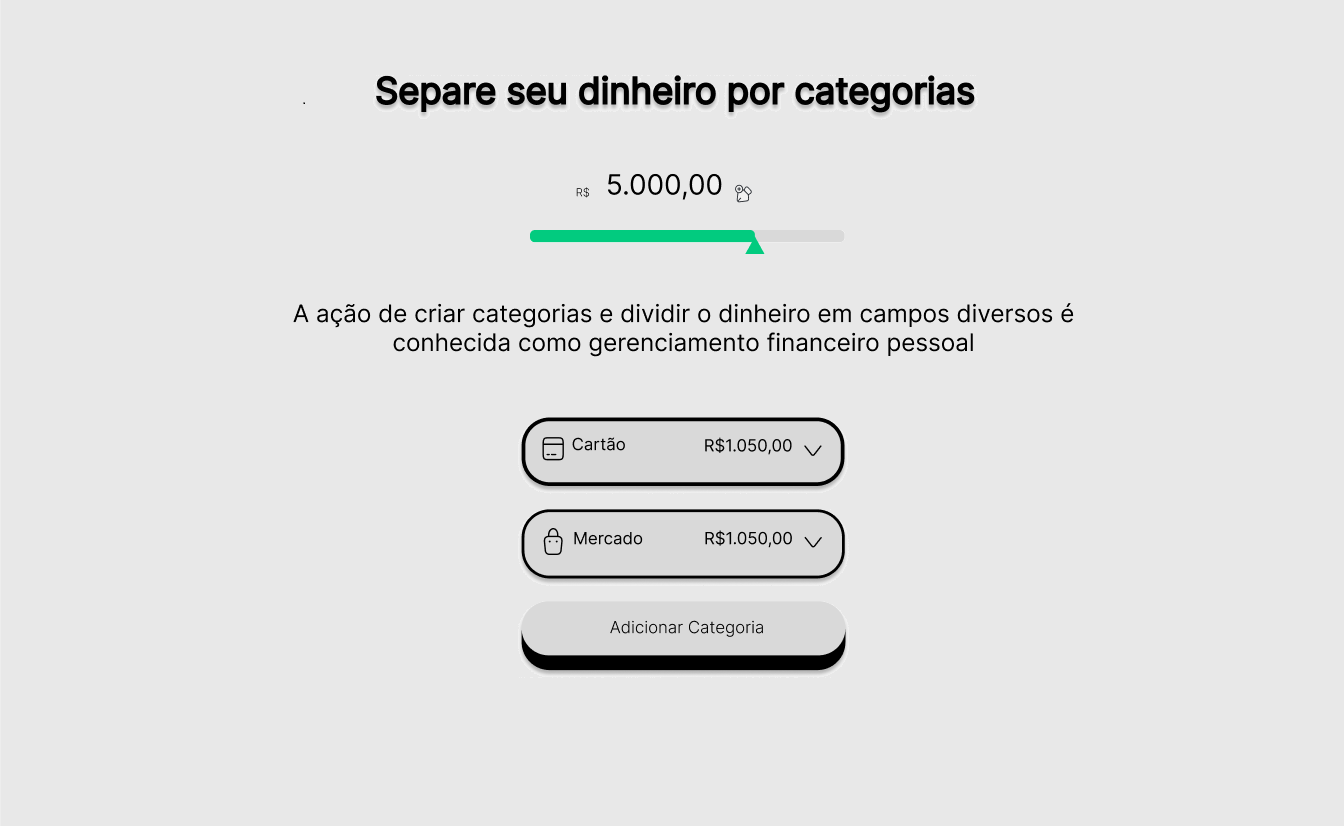 Separe seu dinheiro por categorias
R$ 5.000,00
A ação de criar categorias e dividir o dinheiro em campos diversos é
conhecida como gerenciamento financeiro pessoal
Cartão R$1.050,00
Mercado R$1.050,00
Adicionar Categoria